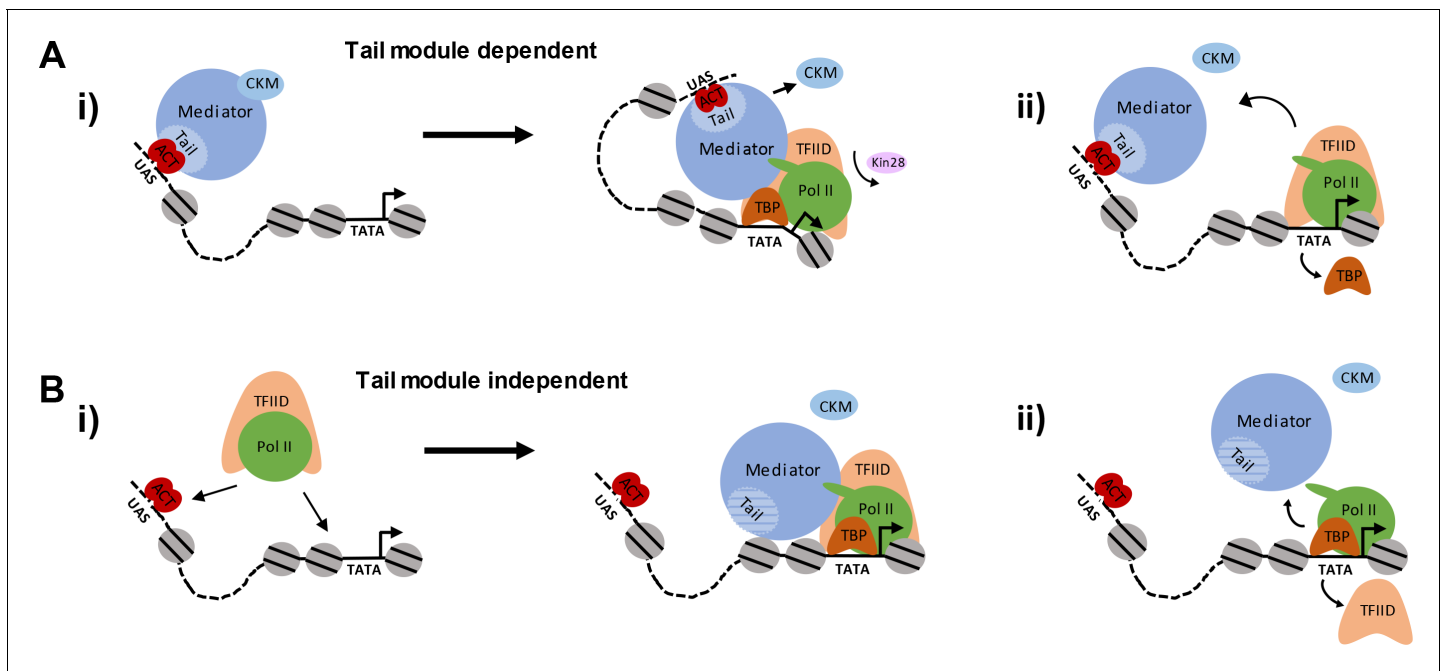 A
Tail module dependent
i)
CKM
Mediator
Tail
ACT
UAS
TATA
UAS
ACT
Tail
CKM
Mediator
TFIID
Kin28
Pol II
TBP
TATA
ii)
CKM
Mediator
Tail
ACT
UAS
TFIID
Pol II
TATA
TBP
B
Tail module independent
i)
TFIID
Pol II
ACT
UAS
TATA
CKM
Mediator
TFIID
Tail
Pol II
ACT
TBP
UAS
TATA
ii)
CKM
Mediator
Tail
ACT
UAS
Pol II
TBP
TATA
TFIID